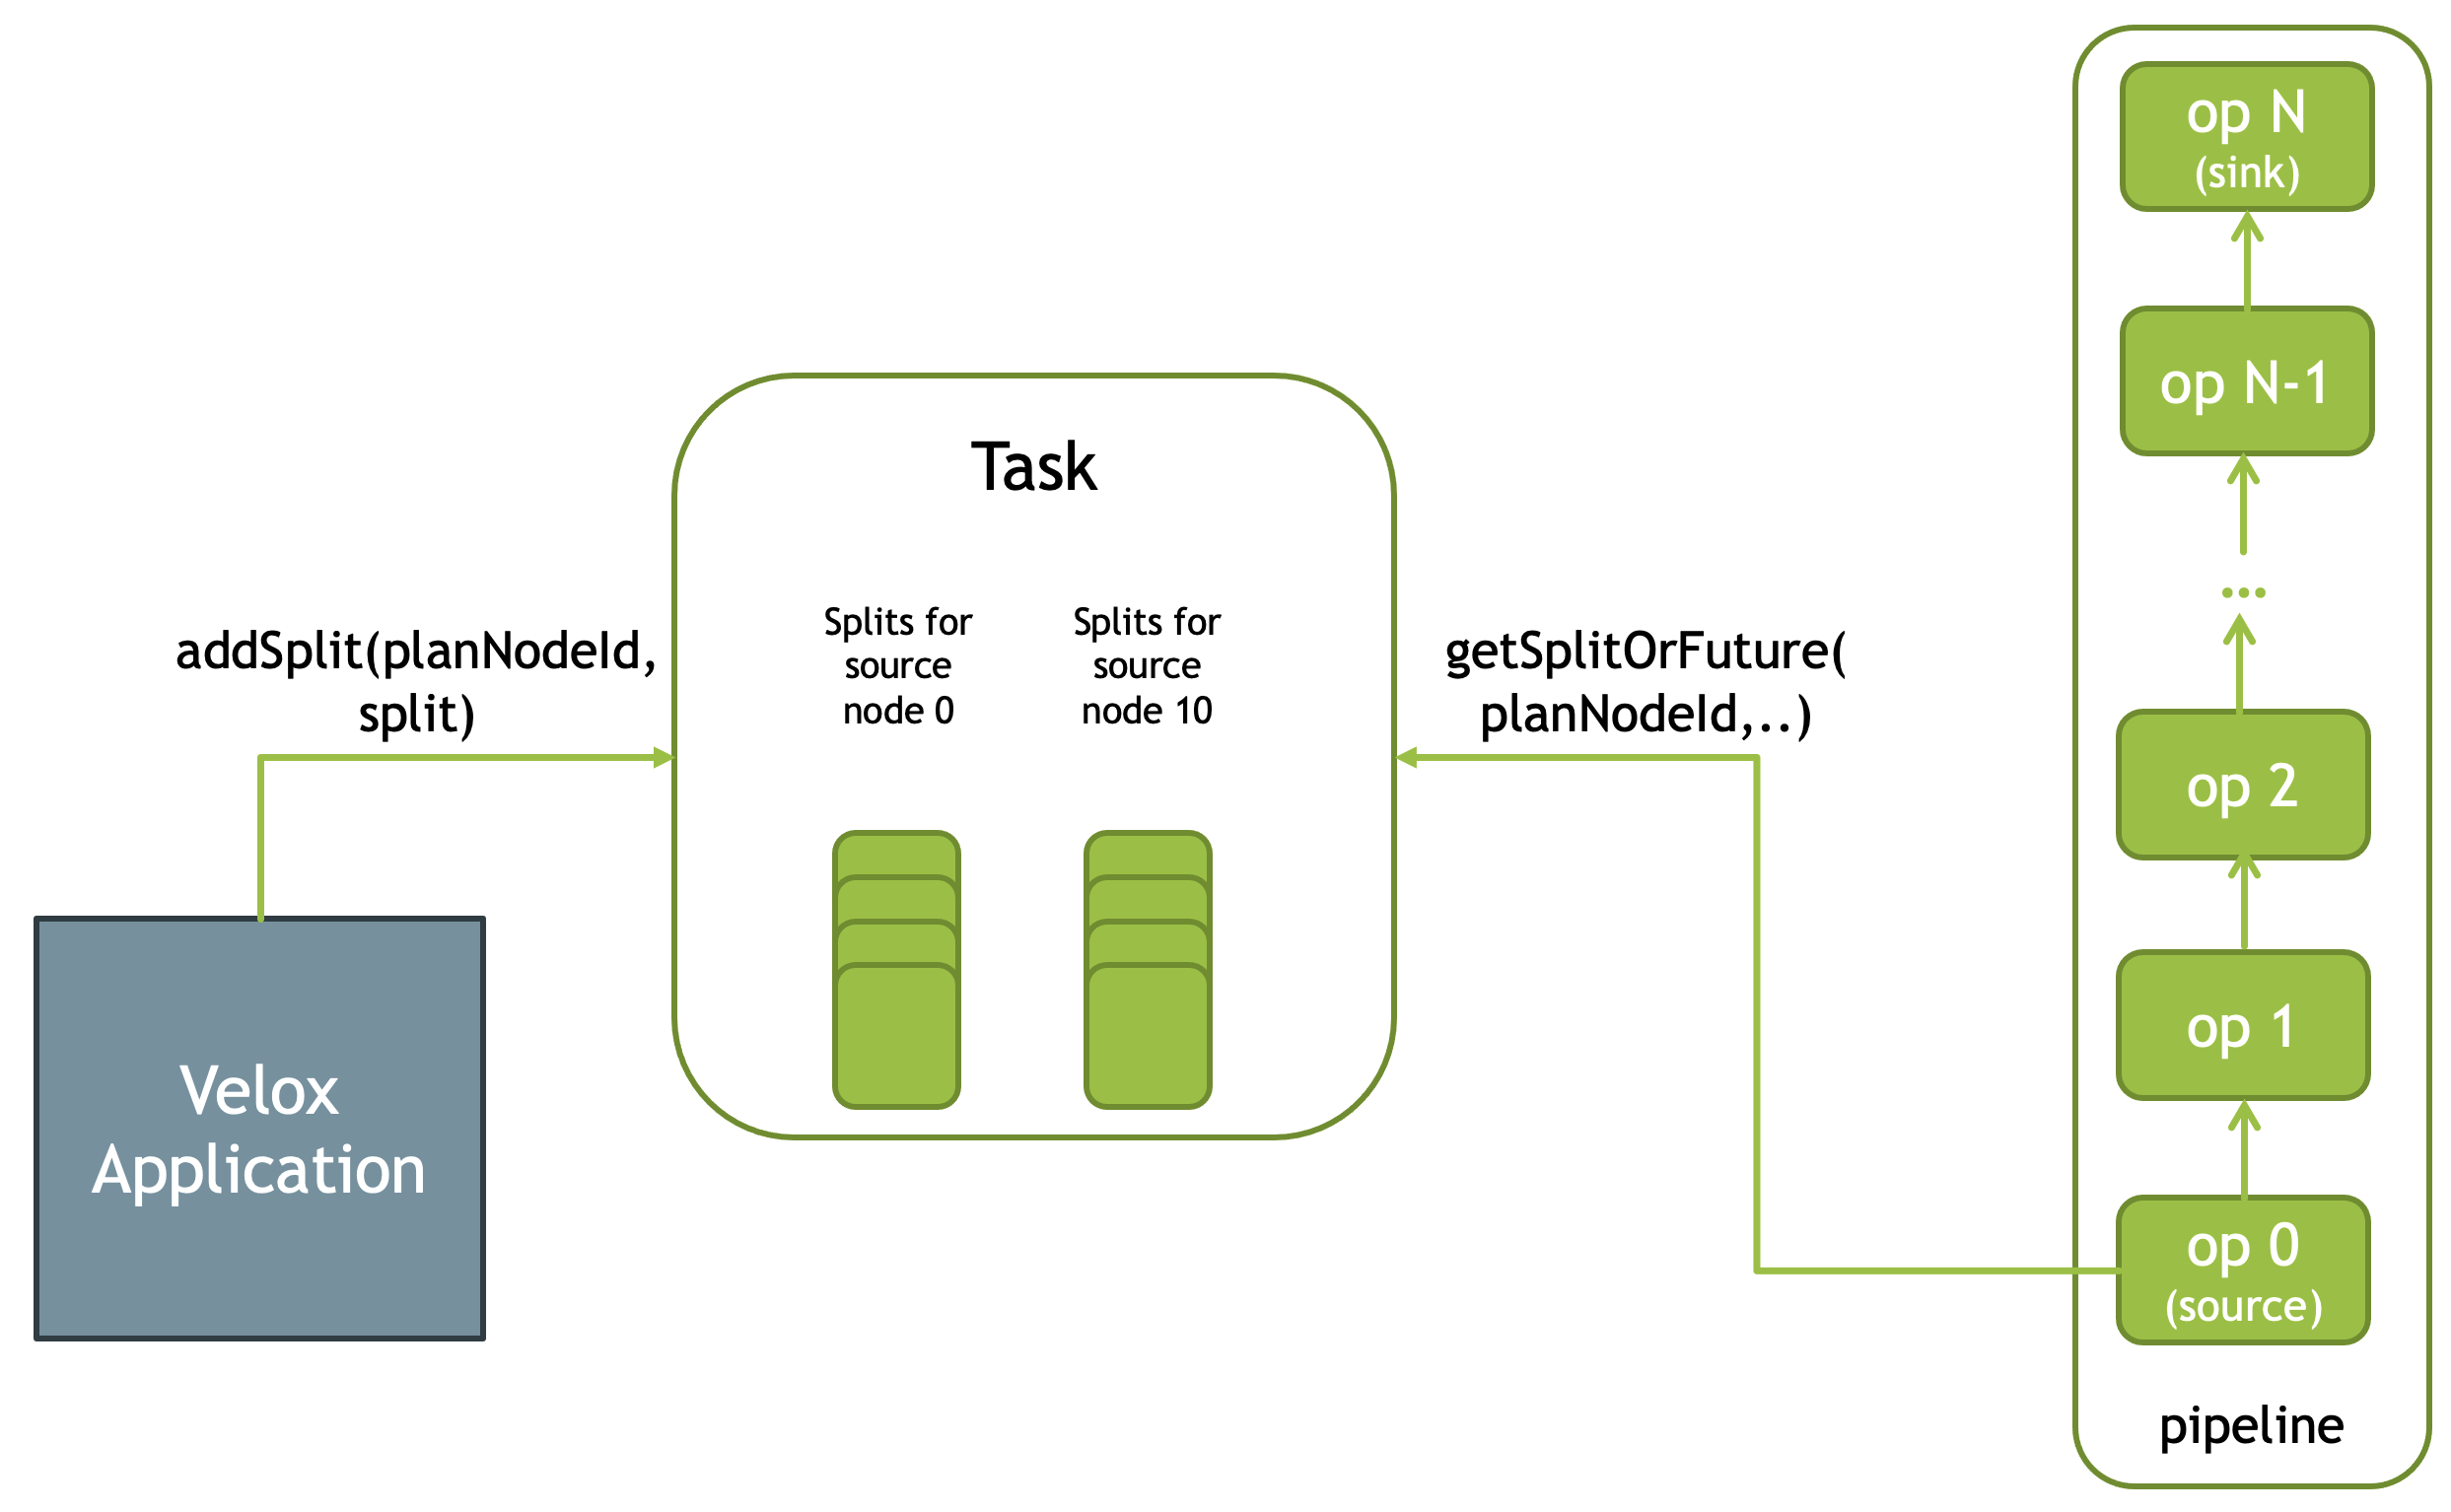 addSplit(planNodeId,
split)
Velox
Application
Task
Splits for
source
node 0
Splits for
source
node 10
getSplitOrFuture(
planNodeId,..)
op N
(sink)
op N-1
...
op 2
op 1
op 0
(source)
pipeline